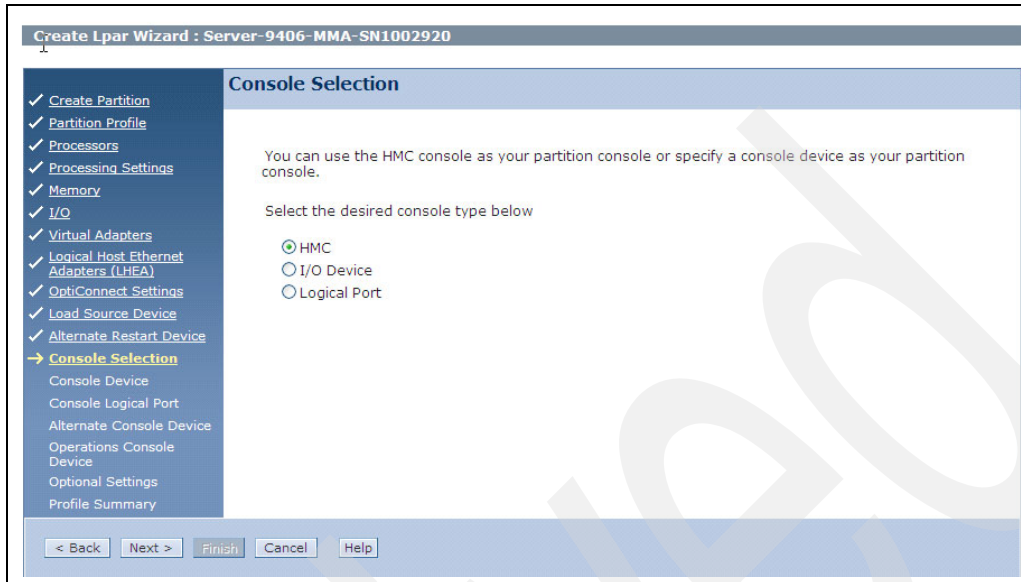 Create Lpar Wizard : Server-9406-MMA-SN1002920
Create Partition
Partition Profile
Processors
Processing Settings
Memory
I/O
Virtual Adapters
Logical Host Ethernet
Adapters (LHEA)
OptiConnect Settings
Load Source Device
Alternate Restart Device
Console Selection
Console Device
Console Logical Port
Alternate Console Device
Operations Console
Device
Optional Settings
Profile Summary
Console Selection
You can use the HMC console as your partition console or specify a console device as your partition
console.
Select the desired console type below
HMC
I/O Device
Logical Port
< Back Next > Finish Cancel Help